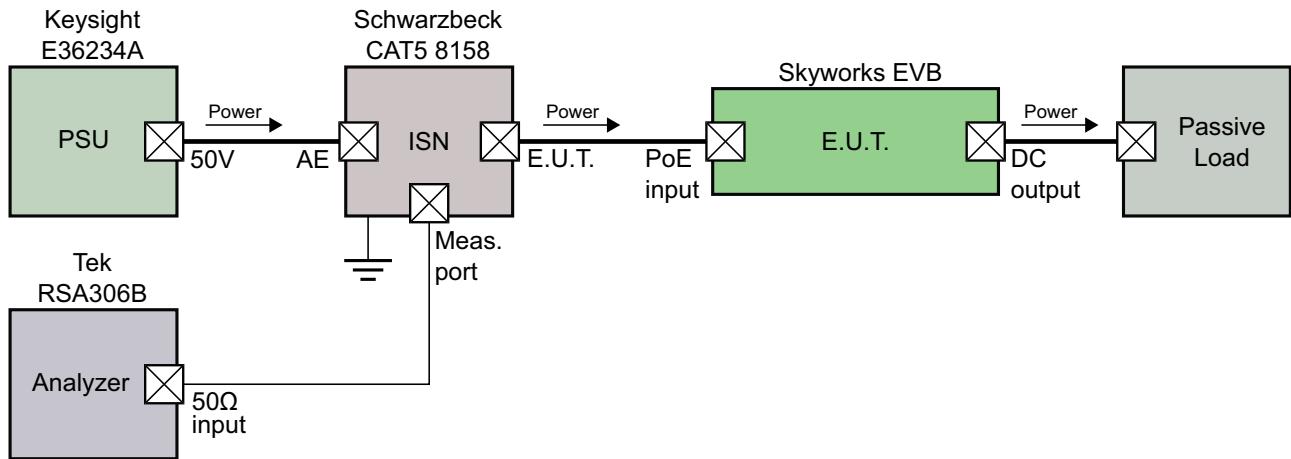 Keysight
E36234A
Schwarzbeck
CAT5 8158
Skyworks EVB
PSU
Power
50V
AE
ISN
Power
E.U.T.
PoE
input
E.U.T.
Power
DC
output
Passive
Load
Meas.
port
Tek
RSA306B
Analyzer
50Ω
input